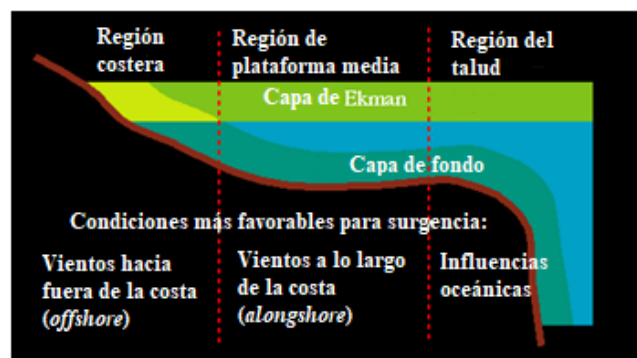 Región
costera
Región de
plataforma media
Región del
talud
Capa de Ekman
Capa de fondo
Condiciones más favorables para surgencia:
Vientos hacia
fuera de la costa
(offshore)
Vientos a lo largo
de la costa
(alongshore)
Influencias
oceánicas